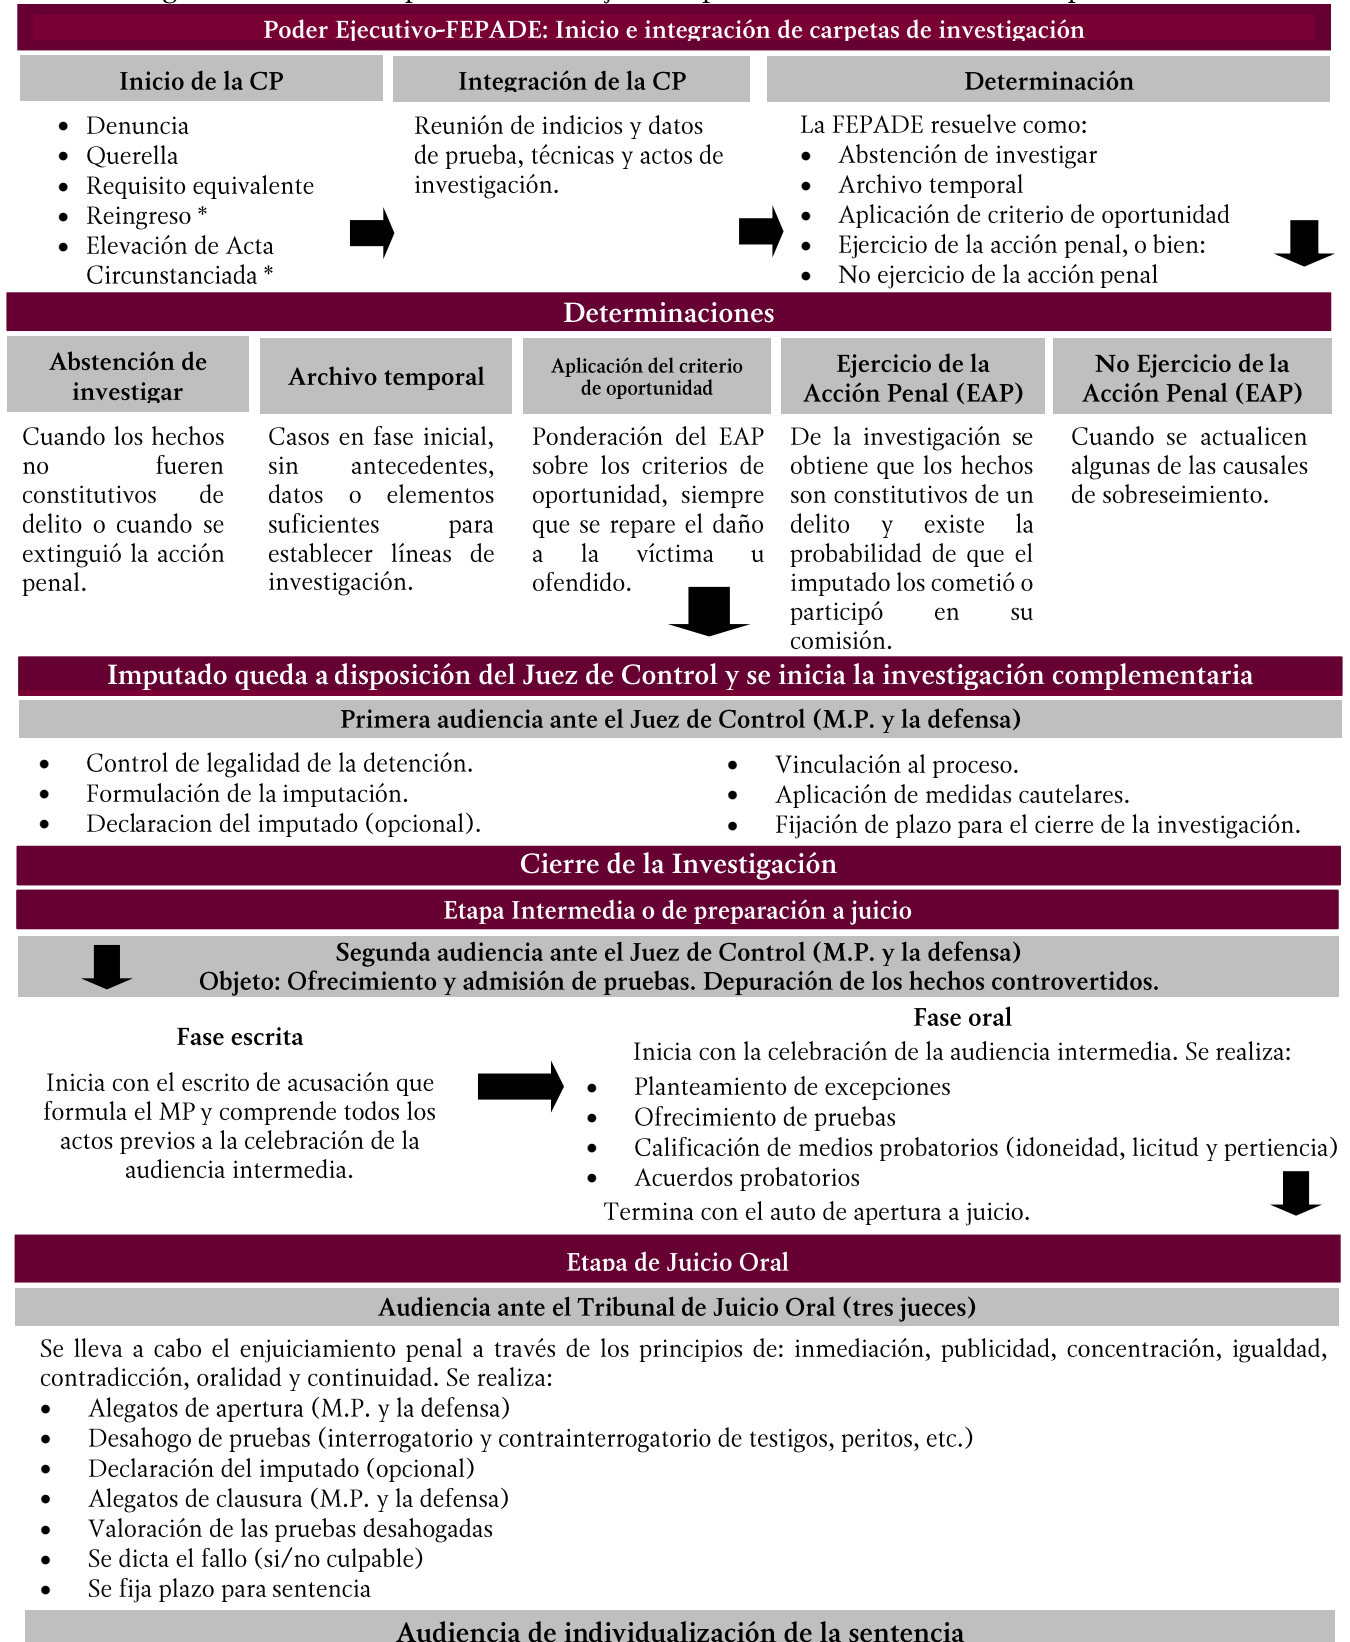 Poder Ejecutivo-FEPADE: Inicio e integración de carpetas de investigación
Inicio de la CP
Integración de la CP
Determinación
• Denuncia
• Querella
• Requisito equivalente
• Reingreso *
• Elevación de Acta
Circunstanciada *
Reunión de indicios y datos
de prueba, técnicas y actos de
investigación.
La FEPADE resuelve como:
• Abstención de investigar
• Archivo temporal
• Aplicación de criterio de oportunidad
• Ejercicio de la acción penal, o bien:
• No ejercicio de la acción penal
Determinaciones
Abstención de
investigar
Archivo temporal
Aplicación del criterio
de oportunidad
Ejercicio de la
Acción Penal (EAP)
No Ejercicio de la
Acción Penal (EAP)
Cuando los hechos
no fueren
constitutivos de
delito o cuando se
extinguió la acción
penal.
Casos en fase inicial,
sin antecedentes,
datos o elementos
suficientes para
establecer líneas de
investigación.
Ponderación del EAP
sobre los criterios de
oportunidad, siempre
que se repare el daño
a la víctima u
ofendido.
De la investigación se
obtiene que los hechos
son constitutivos de un
delito y existe la
probabilidad de que el
imputado los cometió o
participó en su
comisión.
Cuando se actualicen
algunas de las causales
de sobreseimiento.
Imputado queda a disposición del Juez de Control y se inicia la investigación complementaria
Primera audiencia ante el Juez de Control (M.P. y la defensa)
• Control de legalidad de la detención.
• Formulación de la imputación.
• Declaracion del imputado (opcional).
• Vinculación al proceso.
• Aplicación de medidas cautelares.
• Fijación de plazo para el cierre de la investigación.
Cierre de la Investigación
Etapa Intermedia o de preparación a juicio
Segunda audiencia ante el Juez de Control (M.P. y la defensa)
Objeto: Ofrecimiento y admisión de pruebas. Depuración de los hechos controvertidos.
Fase escrita
Inicia con el escrito de acusación que
formula el MP y comprende todos los
actos previos a la celebración de la
audiencia intermedia.
Fase oral
Inicia con la celebración de la audiencia intermedia. Se realiza:
• Planteamiento de excepciones
• Ofrecimiento de pruebas
• Calificación de medios probatorios (idoneidad, licitud y pertiencia)
• Acuerdos probatorios
Termina con el auto de apertura a juicio.
Etapa de Juicio Oral
Audiencia ante el Tribunal de Juicio Oral (tres jueces)
Se lleva a cabo el enjuiciamiento penal a través de los principios de: inmediación, publicidad, concentración, igualdad,
contradicción, oralidad y continuidad. Se realiza:
• Alegatos de apertura (M.P. y la defensa)
• Desahogo de pruebas (interrogatorio y contrainterrogatorio de testigos, peritos, etc.)
• Declaración del imputado (opcional)
• Alegatos de clausura (M.P. y la defensa)
• Valoración de las pruebas desahogadas
• Se dicta el fallo (si/no culpable)
• Se fija plazo para sentencia
Audiencia de individualización de la sentencia